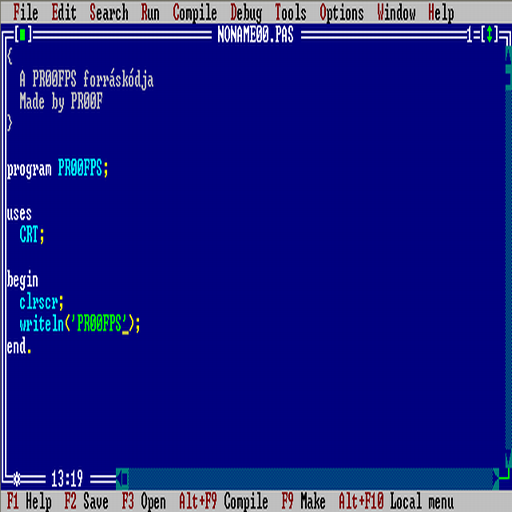 File Edit Search Run Compile Debug Tools Options Window Help
[■] NONAME00.PAS 1=[↕]
{
A PR00FPS forráskódja
Made by PR00F
}
program PR00FPS;
uses
CRT;
begin
clrscr;
writeln('PR00FPS'_);
end.
13:19
F1 Help F2 Save F3 Open Alt+F9 Compile F9 Make Alt+F10 Local menu